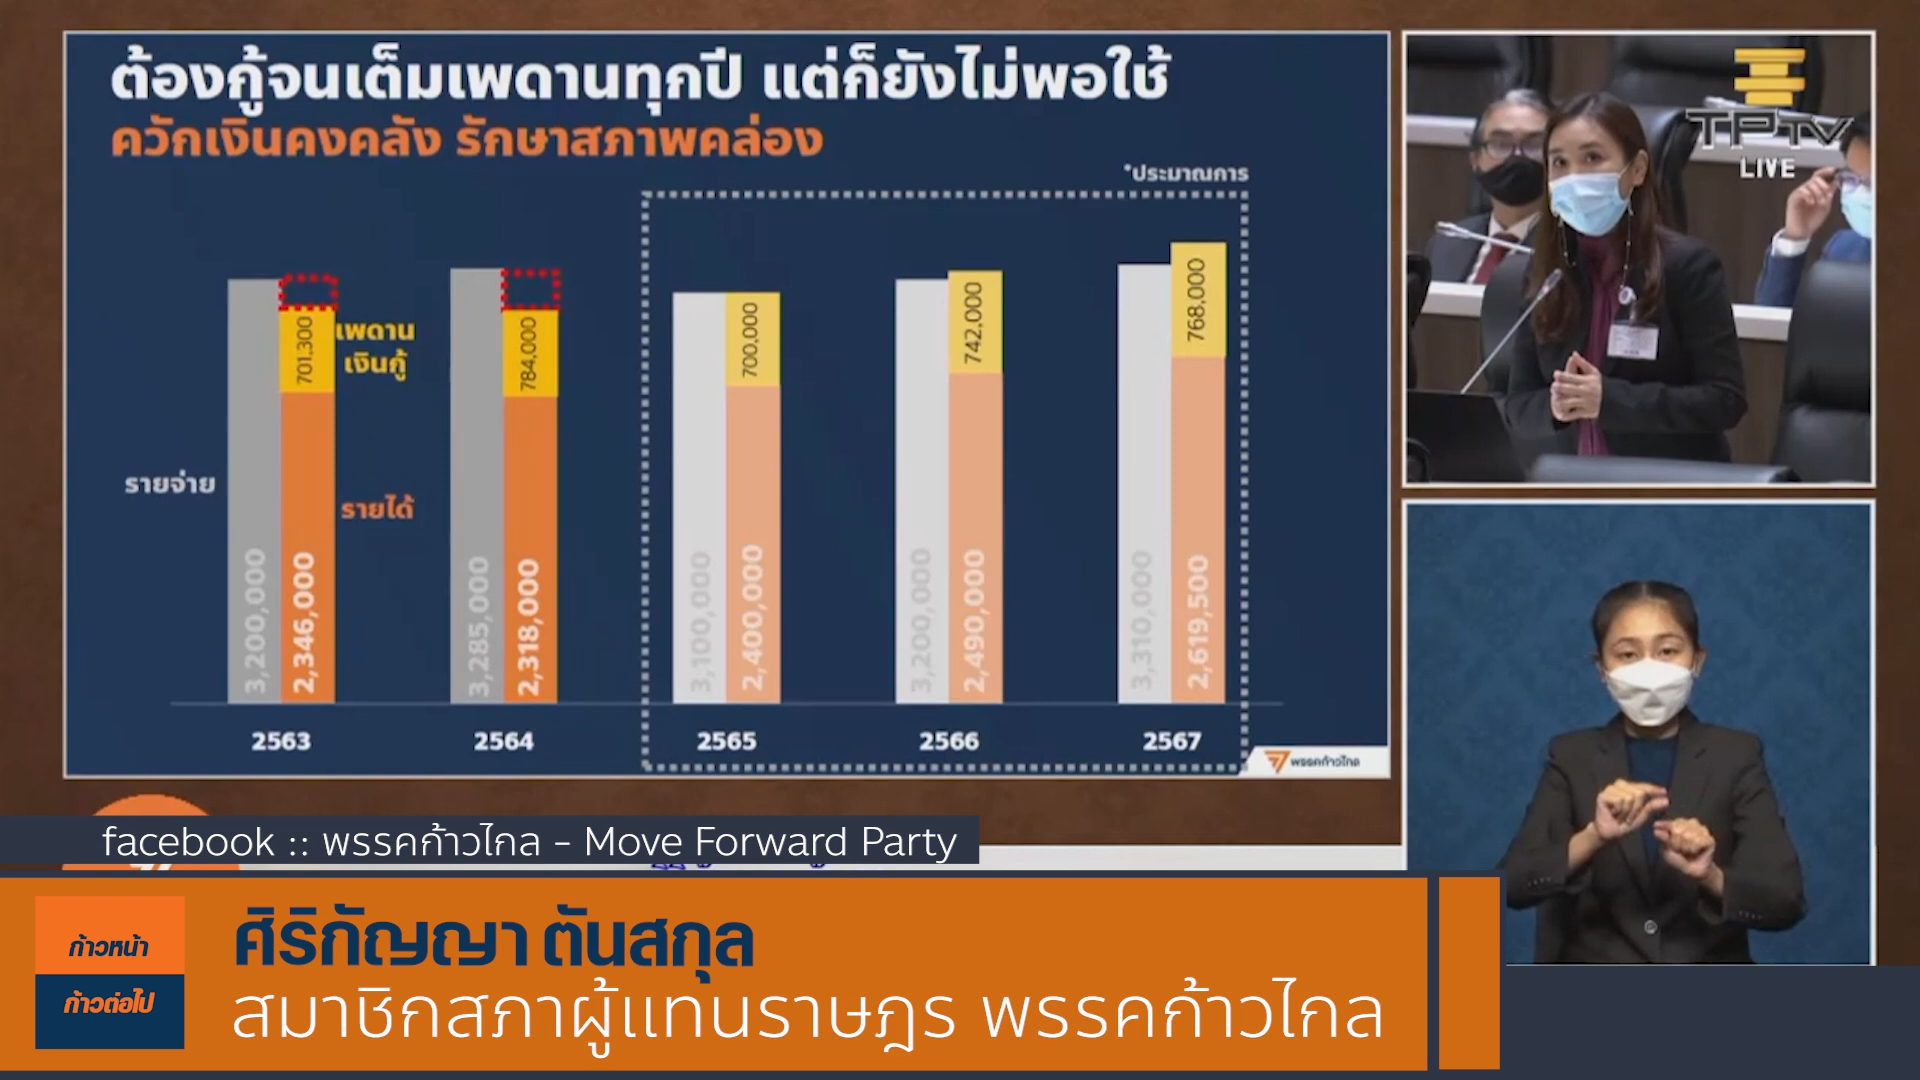 ต้องกู้จนเต็มเพดานทุกปี แต่ก็ยังไม่พอใช้
ควักเงินคงคลัง รักษาสภาพคล่อง
*ประมาณการ
รายจ่าย
3,200,000
2,346,000
701,300
เพดาน
เงินกู้
รายได้
3,285,000
2,318,000
784,000
3,100,000
2,400,000
700,000
3,200,000
2,490,000
742,000
3,310,000
2,619,500
768,000
2563
2564
2565
2566
2567
พรรคก้าวไกล
TPTV
LIVE
facebook :: พรรคก้าวไกล - Move Forward Party
ก้าวหน้า
ก้าวต่อไป
ศิริกัญญา ตันสกุล
สมาชิกสภาผู้แทนราษฎร พรรคก้าวไกล